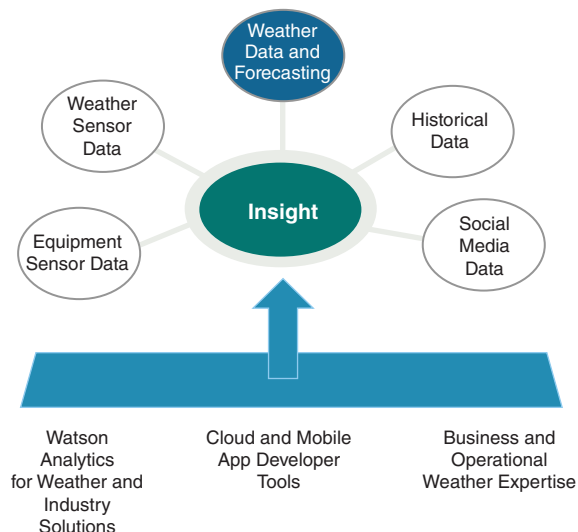 Weather
Data and
Forecasting
Weather
Sensor
Data
Historical
Data
Insight
Equipment
Sensor Data
Social
Media
Data
Watson
Analytics
for Weather and
Industry
Solutions
Cloud and Mobile
App Developer
Tools
Business and
Operational
Weather Expertise